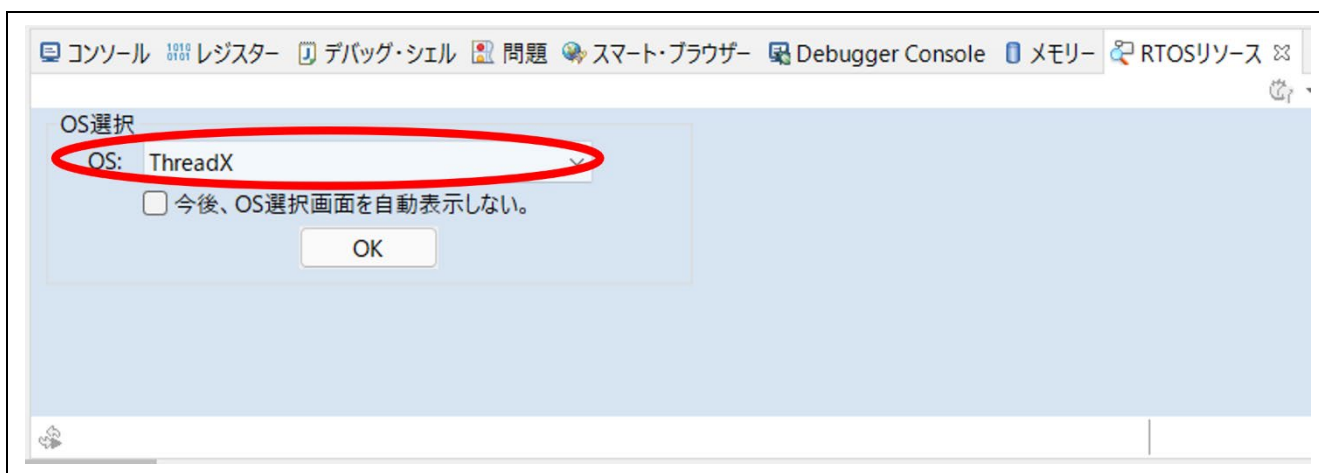 コンソール レジスター デバッグ・シェル 問題 スマート・ブラウザー Debugger Console メモリー RTOSリソース
OS選択
OS: ThreadX
今後、OS選択画面を自動表示しない。
OK